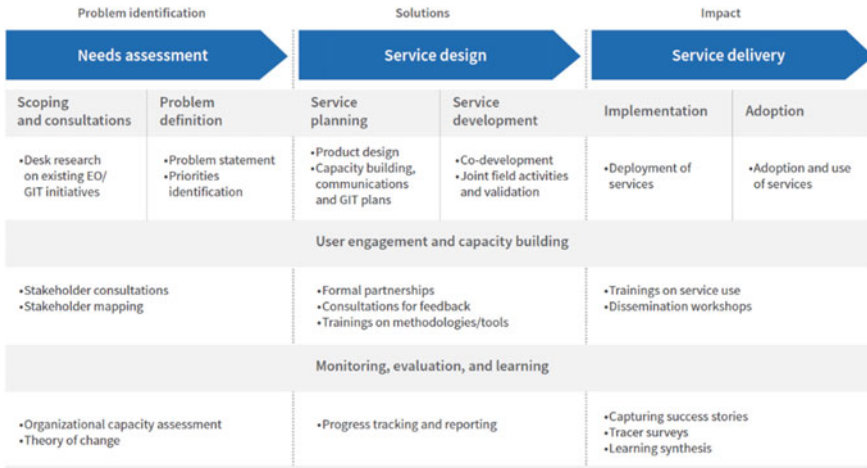 Problem identification
Solutions
Impact
Needs assessment
Service design
Service delivery
Scoping
and consultations
Problem
definition
Service
planning
Service
development
Implementation
Adoption
•Desk research
on existing EO/
GIT initiatives
•Problem statement
•Priorities
identification
•Product design
•Capacity building,
communications
and GIT plans
•Co-development
•Joint field activities
and validation
•Deployment of
services
•Adoption and use
of services
User engagement and capacity building
•Stakeholder consultations
•Stakeholder mapping
•Formal partnerships
•Consultations for feedback
•Trainings on methodologies/tools
•Trainings on service use
•Dissemination workshops
Monitoring, evaluation, and learning
•Organizational capacity assessment
•Theory of change
•Progress tracking and reporting
•Capturing success stories
•Tracer surveys
•Learning synthesis